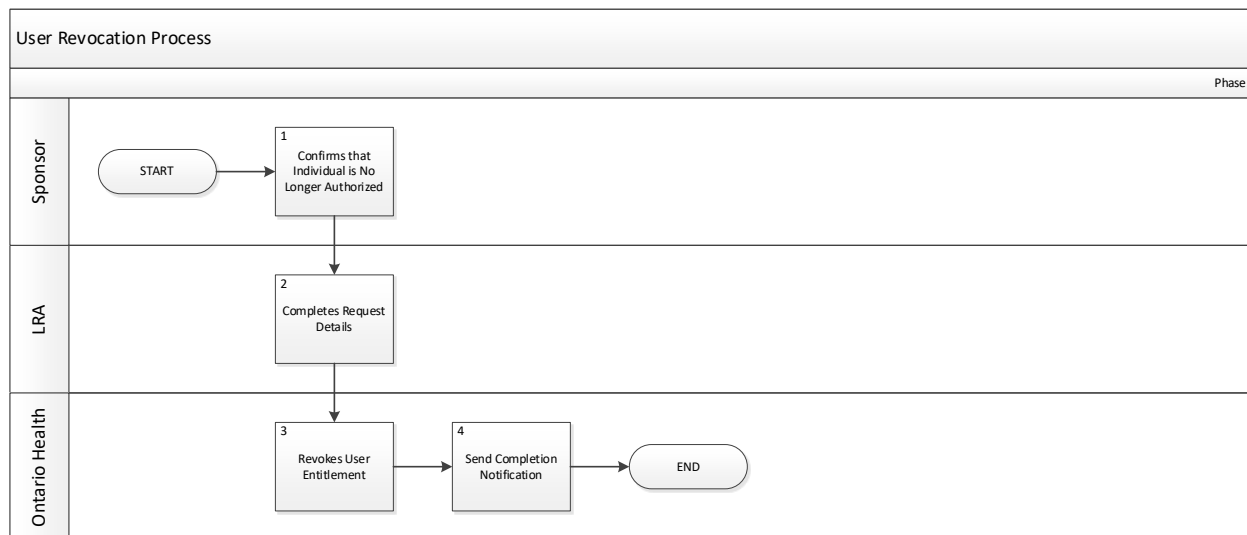 User Revocation Process
Phase
Sponsor
START
1
Confirms that
Individual is No
Longer Authorized
LRA
2
Completes Request
Details
Ontario Health
3
Revokes User
Entitlement
4
Send Completion
Notification
END